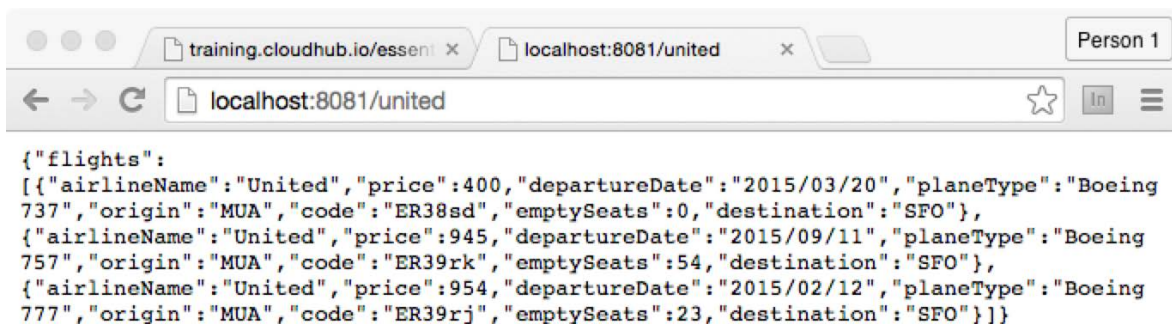 training.cloudhub.io/essent
localhost:8081/united
Person 1
localhost:8081/united
In
{"flights":
[{"airlineName":"United","price":400,"departureDate":"2015/03/20","planeType":"Boeing
737","origin":"MUA","code":"ER38sd","emptySeats":0,"destination":"SFO"},
{"airlineName":"United","price":945,"departureDate":"2015/09/11","planeType":"Boeing
757","origin":"MUA","code":"ER39rk","emptySeats":54,"destination":"SFO"},
{"airlineName":"United","price":954,"departureDate":"2015/02/12","planeType":"Boeing
777","origin":"MUA","code":"ER39rj","emptySeats":23,"destination":"SFO"}]}